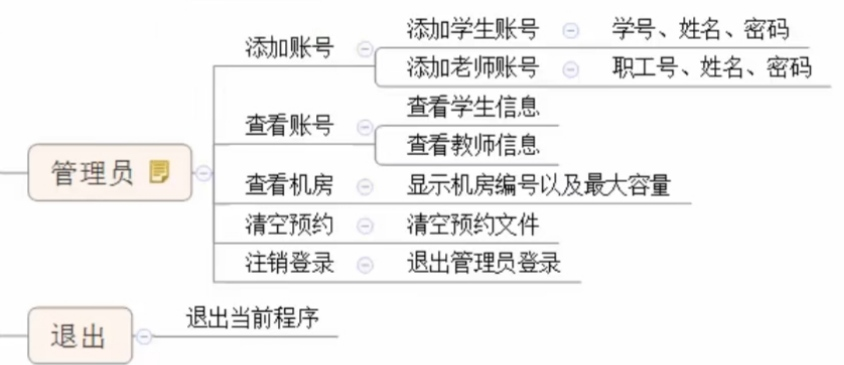 添加学生账号 学号、姓名、密码
添加账号
添加老师账号 职工号、姓名、密码
查看学生信息
查看账号
查看教师信息
管理员
查看机房 显示机房编号以及最大容量
清空预约 清空预约文件
注销登录 退出管理员登录
退出 退出当前程序